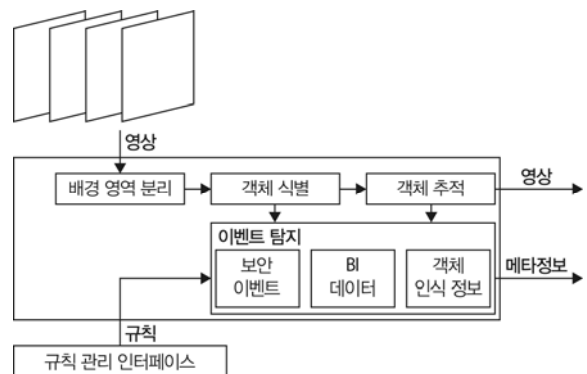 영상
배경 영역 분리
객체 식별
객체 추적
영상
이벤트 탐지
보안
이벤트
BI
데이터
객체
인식 정보
메타정보
규칙
규칙 관리 인터페이스